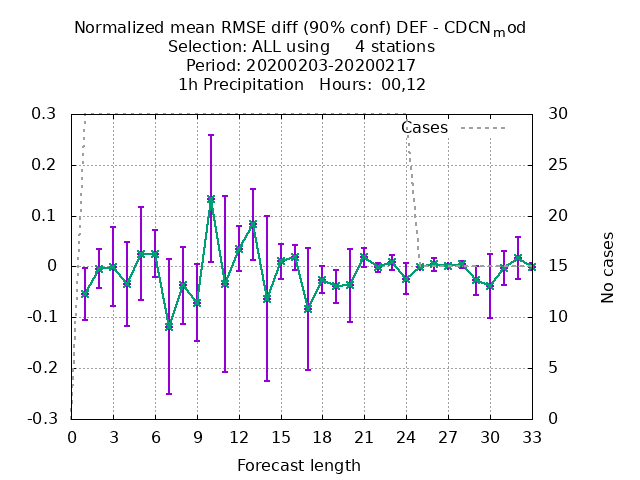 Normalized mean RMSE diff (90% conf) DEF - CDCNmod
Selection: ALL using     4 stations
Period: 20200203-20200217
1h Precipitation   Hours: 00,12
0.3
0.2
0.1
0
-0.1
-0.2
-0.3
Cases
30
25
20
15
10
5
0
No cases
0 3 6 9 12 15 18 21 24 27 30 33
Forecast length